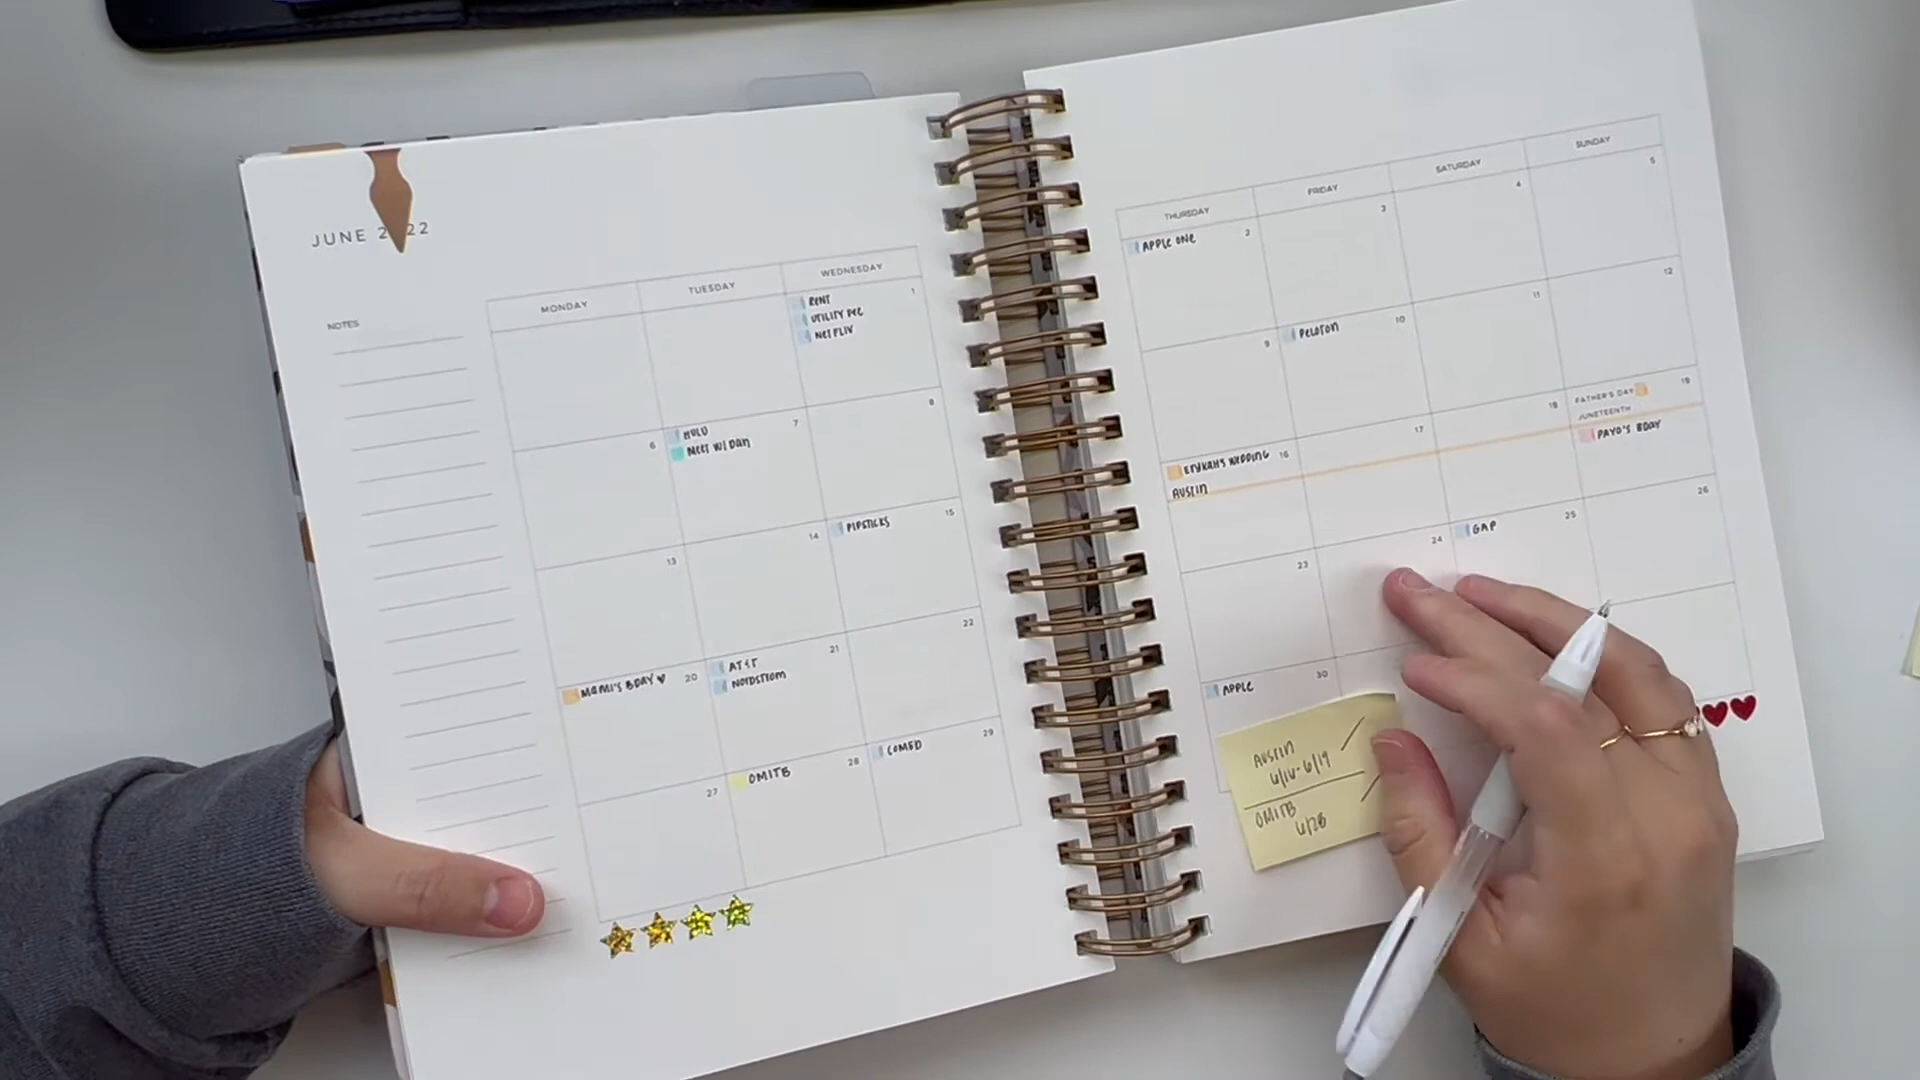 JUNE 2 22
NOTES
MONDAY
TUESDAY
WEDNESDAY
RENT
1
UTILITY DEC
NETFLIX
6
HULU
7
MEET W/ DAN
8
13
14
PIPSTICKS
15
MAMI'S BDAY ♥
20
AT&T
21
NORDSTROM
22
27
OMITB
28
COMED
29
THURSDAY
FRIDAY
SATURDAY
SUNDAY
APPLE ONE
2
3
4
5
9
PELOTON
10
11
12
ERYKAH'S WEDDING
16
AUSTIN
17
18
FATHER'S DAY
19
JUNETEENTH
PAYO'S BDAY
23
24
GAP
25
26
APPLE
30
AUSTIN
6/16-6/19
OMITB
6/28